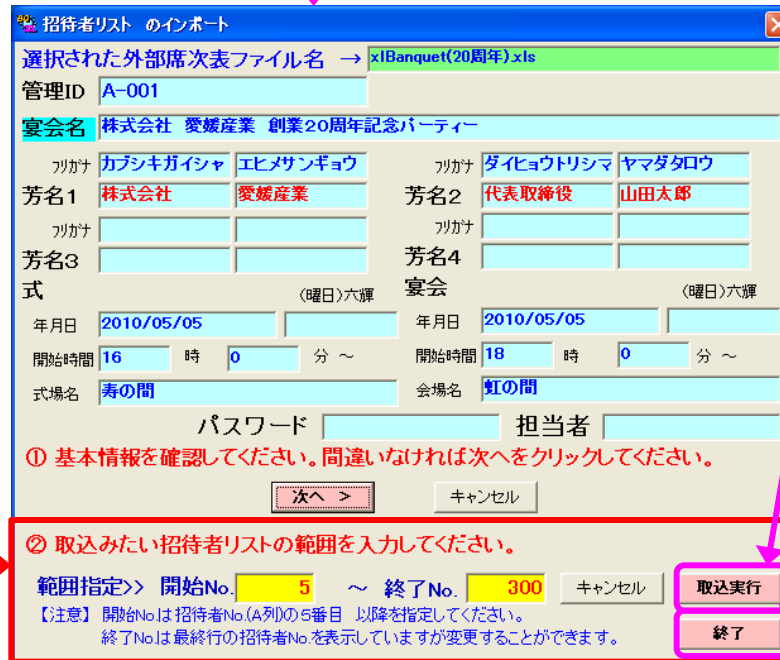 招待者リスト のインポート
選択された外部席次表ファイル名 → xlBanquet(20周年).xls
管理ID A-001
宴会名 株式会社 愛媛産業 創業20周年記念パーティー
フリガナ カブシキガイシャ エヒメサンギョウ フリガナ ダイヒョウトリシマ ヤマダタロウ
芳名1 株式会社 愛媛産業 芳名2 代表取締役 山田太郎
フリガナ フリガナ
芳名3 芳名4
式 (曜日)六輝 宴会 (曜日)六輝
年月日 2010/05/05 年月日 2010/05/05
開始時間 16 時 0 分 ～ 開始時間 18 時 0 分 ～
式場名 寿の間 会場名 虹の間
パスワード 担当者
① 基本情報を確認してください。間違いなければ次へをクリックしてください。
次へ > キャンセル
② 取込みたい招待者リストの範囲を入力してください。
範囲指定>> 開始No. 5 ～ 終了No. 300 キャンセル 取込実行
【注意】 開始No.は招待者No.(A列)の5番目 以降を指定してください。
終了No.は最終行の招待者No.を表示していますが変更することができます。 終了